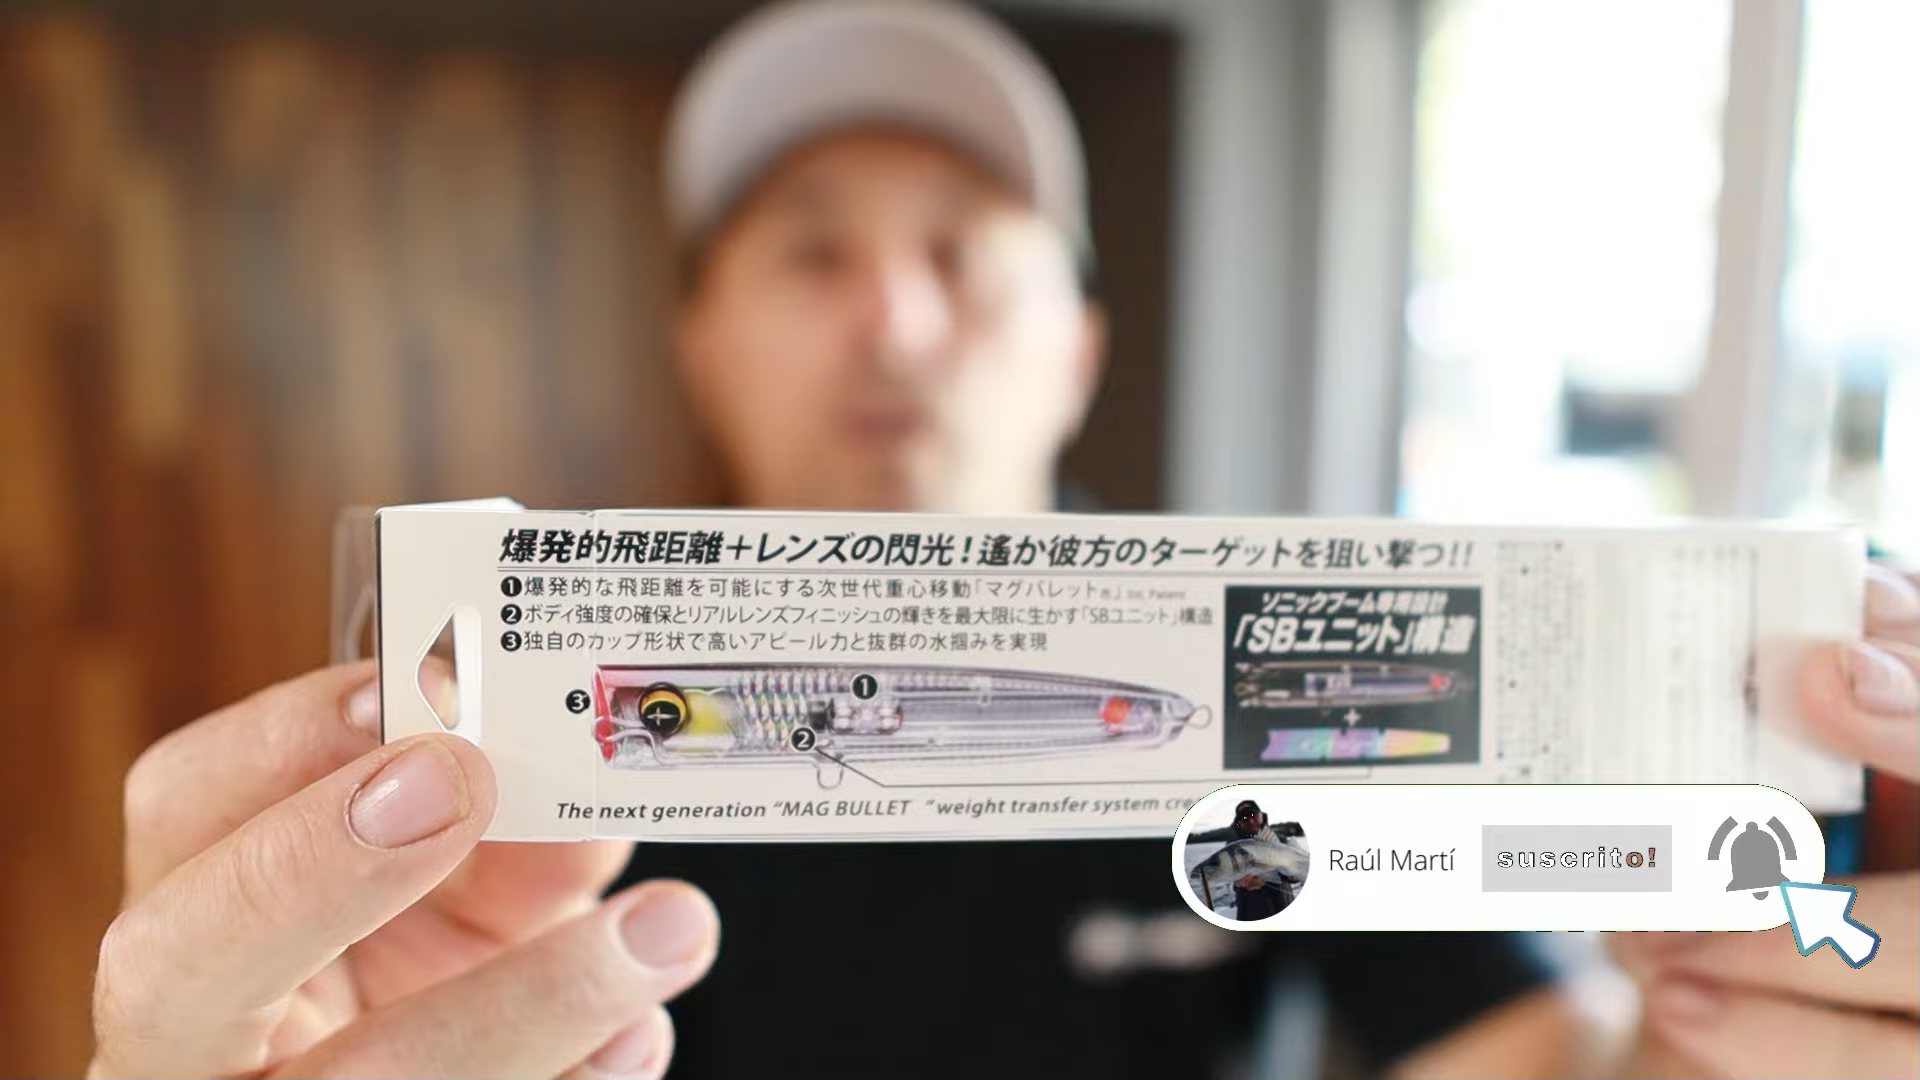 爆発的飛距離＋レンズの閃光！遙か彼方のターゲットを狙い撃つ!!
❶爆発的な飛距離を可能にする次世代重心移動「マグバレット」Int. Patent
❷ボディ強度の確保とリアルレンズフィニッシュの輝きを最大限に生かす「SBユニット」構造
❸独自のカップ形状で高いアピール力と抜群の水掴みを実現
ソニックブーム専用設計
「SBユニット」構造
❸
❶
❷
+
The next generation “MAG BULLET “weight transfer system
Raúl Martí
suscrito!